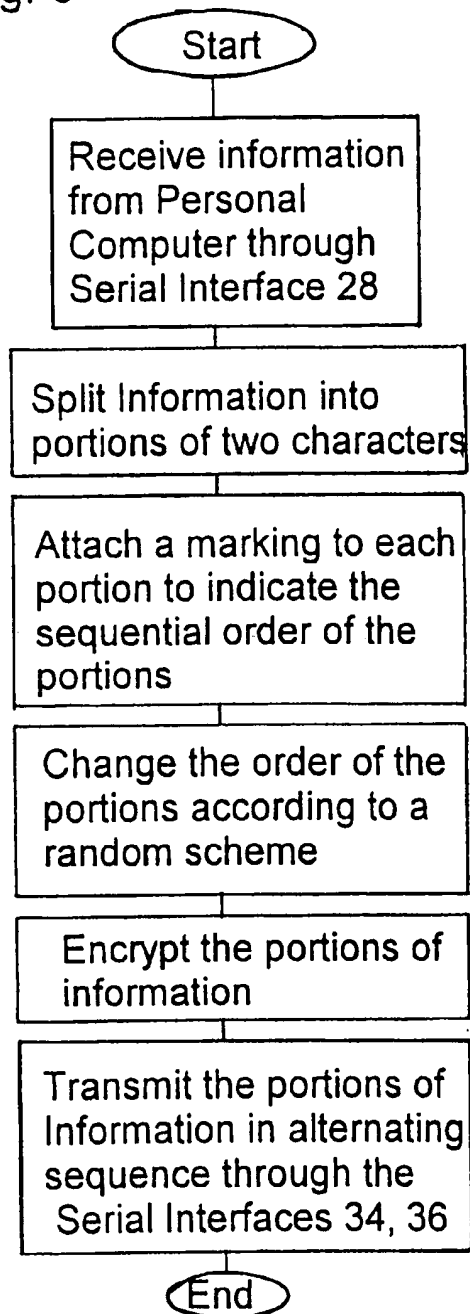 Start
Receive information
from Personal
Computer through
Serial Interface 28
Split Information into
portions of two characters
Attach a marking to each
portion to indicate the
sequential order of the
portions
Change the order of the
portions according to a
random scheme
Encrypt the portions of
information
Transmit the portions of
Information in alternating
sequence through the
Serial Interfaces 34, 36
End